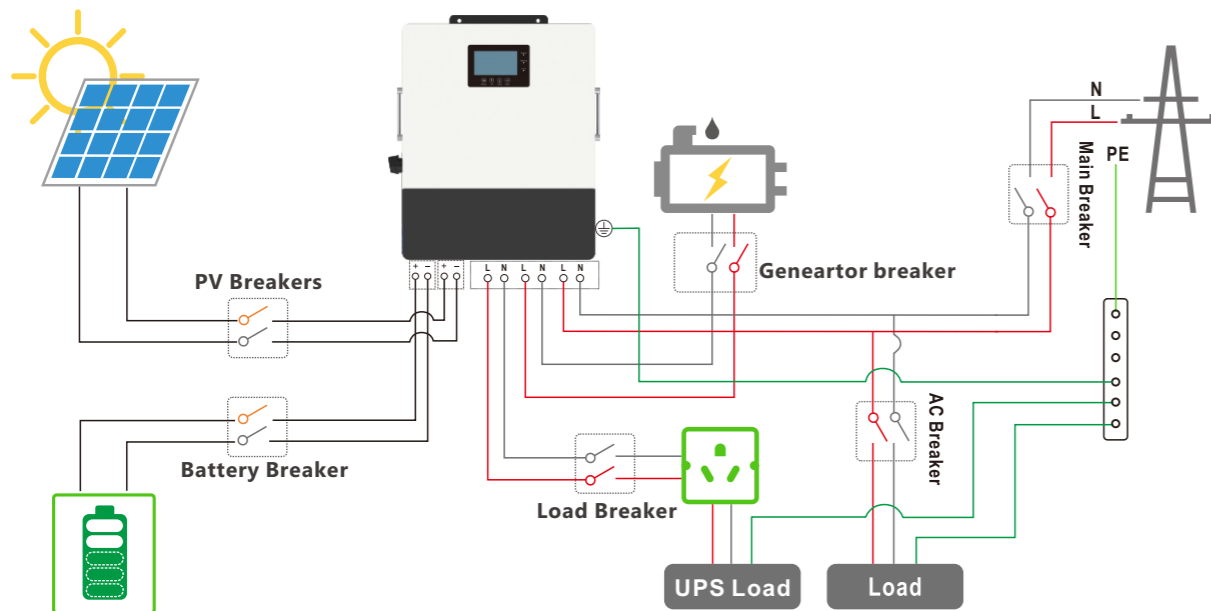 N
L
PE
Main Breaker
+ − + −
L N L N L N
Geneartor breaker
PV Breakers
AC Breaker
Battery Breaker
Load Breaker
UPS Load
Load